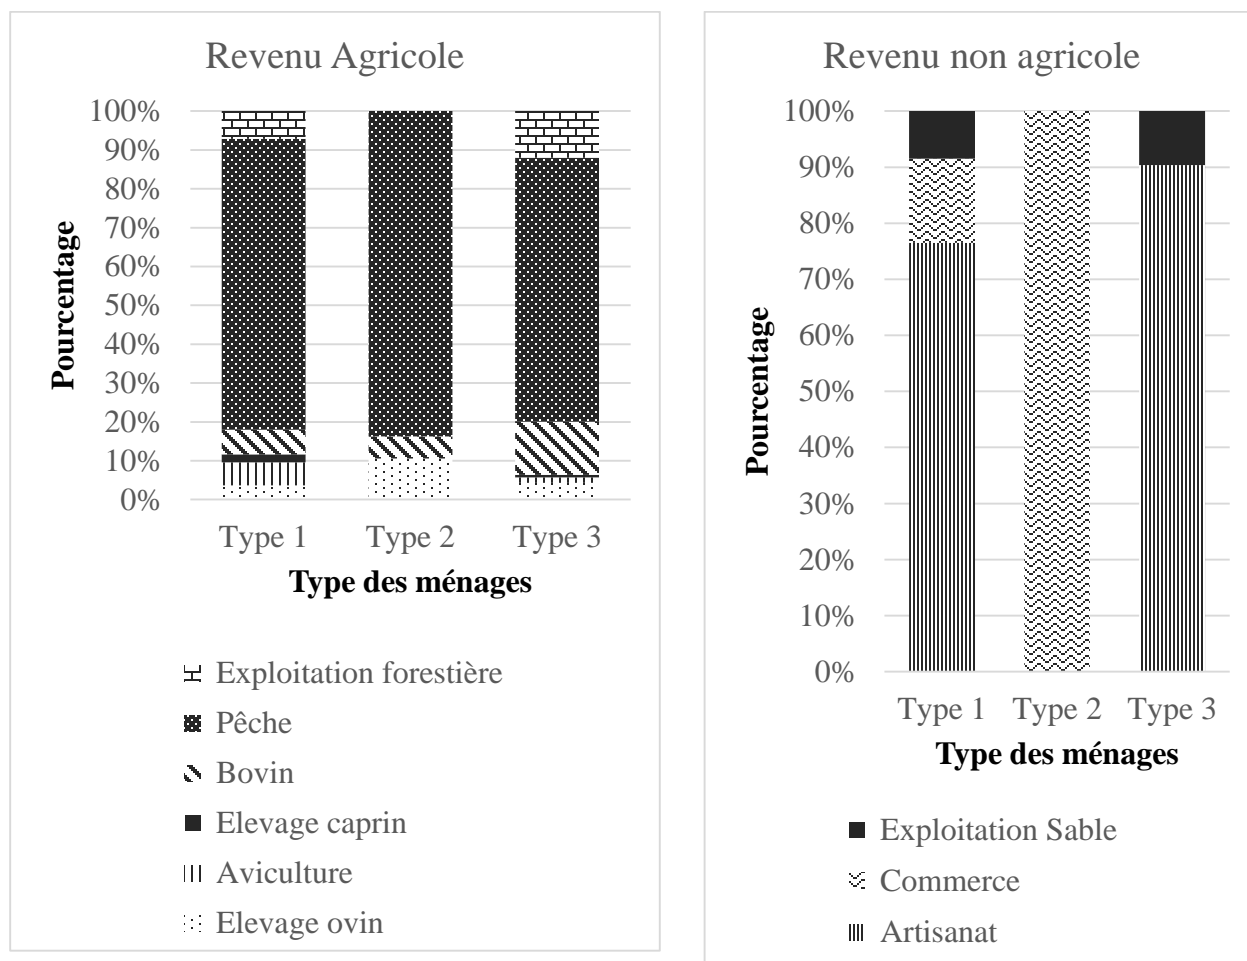 Revenu Agricole
100%
90%
80%
70%
60%
50%
40%
30%
20%
10%
0%
Pourcentage
Type 1 Type 2 Type 3
Type des ménages
Exploitation forestière
Pêche
Bovin
Elevage caprin
Aviculture
Elevage ovin
Revenu non agricole
100%
90%
80%
70%
60%
50%
40%
30%
20%
10%
0%
Pourcentage
Type 1 Type 2 Type 3
Type des ménages
Exploitation Sable
Commerce
Artisanat